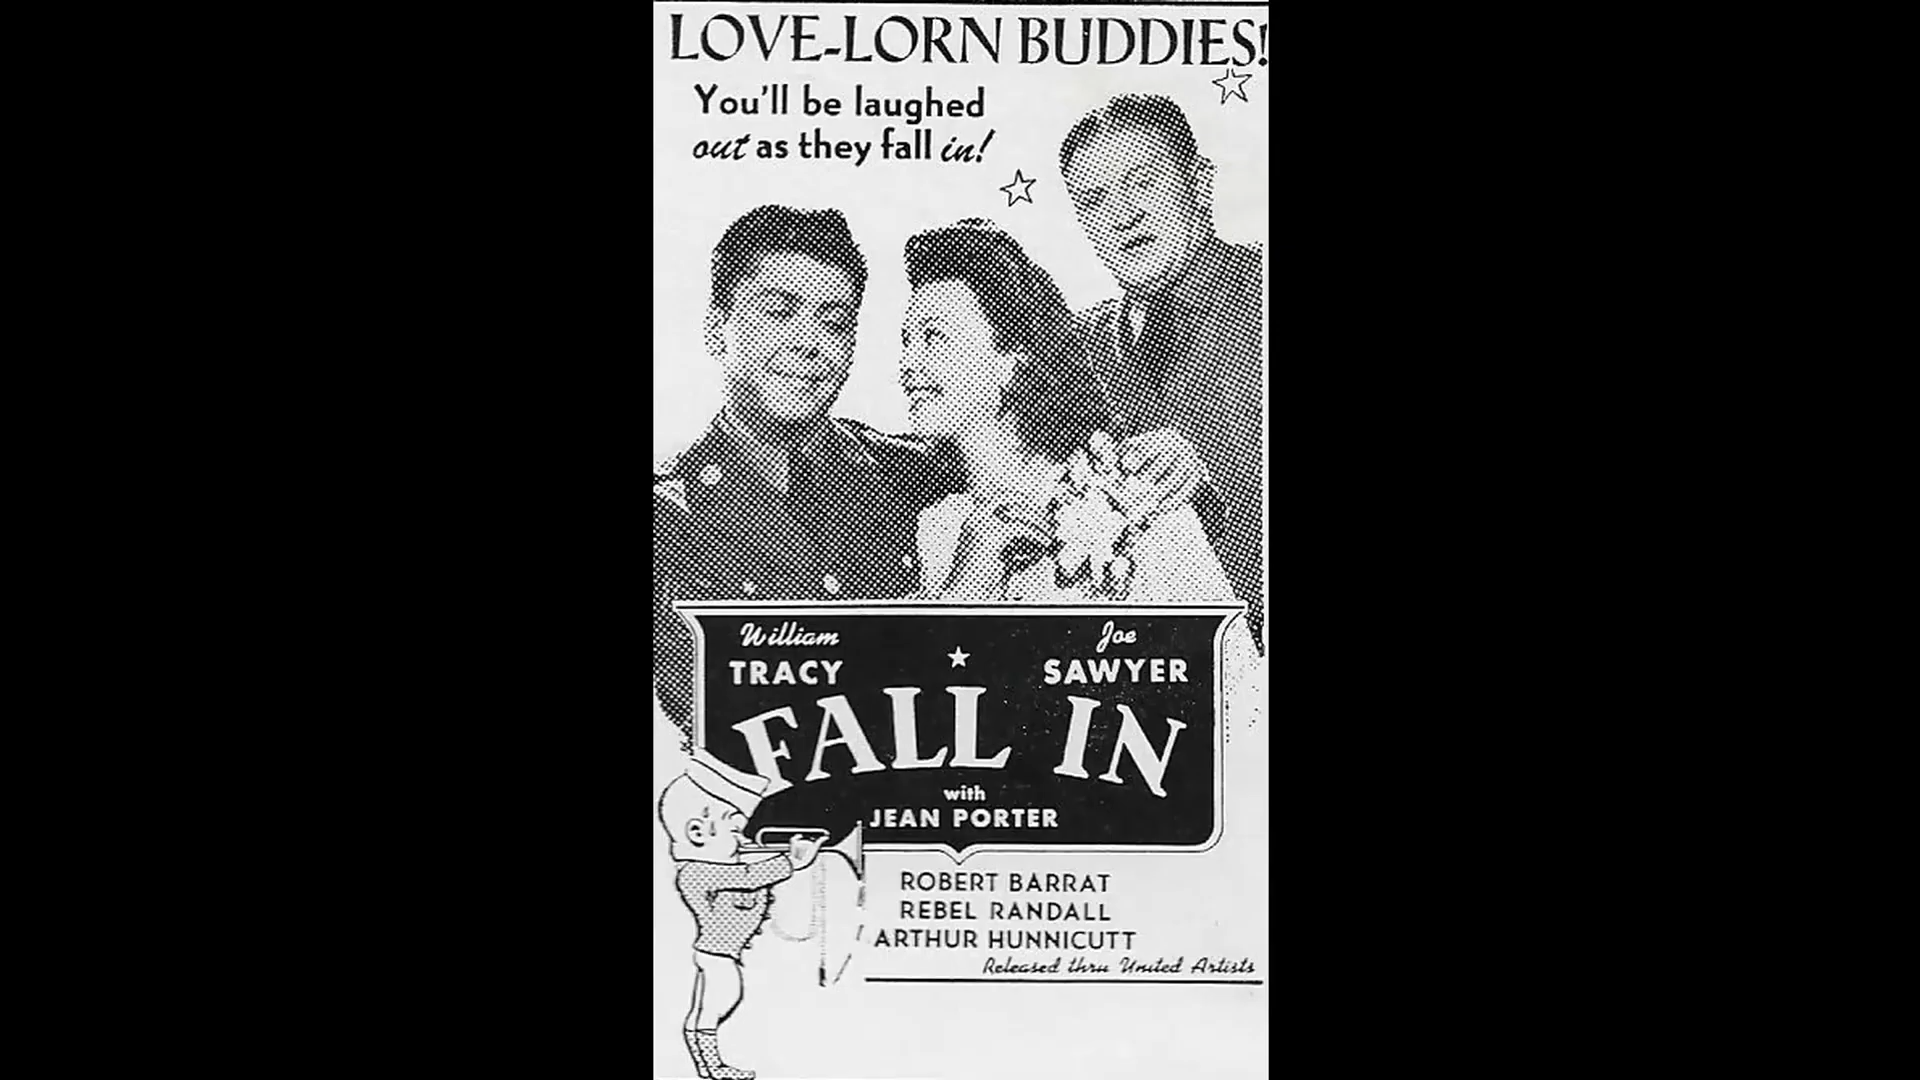 LOVE-LORN BUDDIES!
You'll be laughed
out as they fall in!
William
TRACY
Joe
SAWYER
FALL IN
with
JEAN PORTER
ROBERT BARRAT
REBEL RANDALL
ARTHUR HUNNICUTT
Released thru United Artists